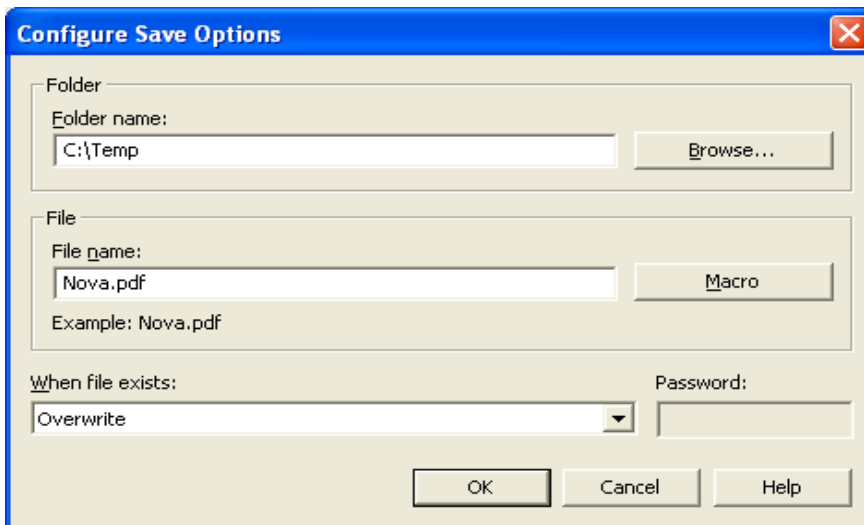 Configure Save Options
Folder
Folder name:
C:\Temp
Browse...
File
File name:
Nova.pdf
Macro
Example: Nova.pdf
When file exists:
Password:
Overwrite
OK
Cancel
Help